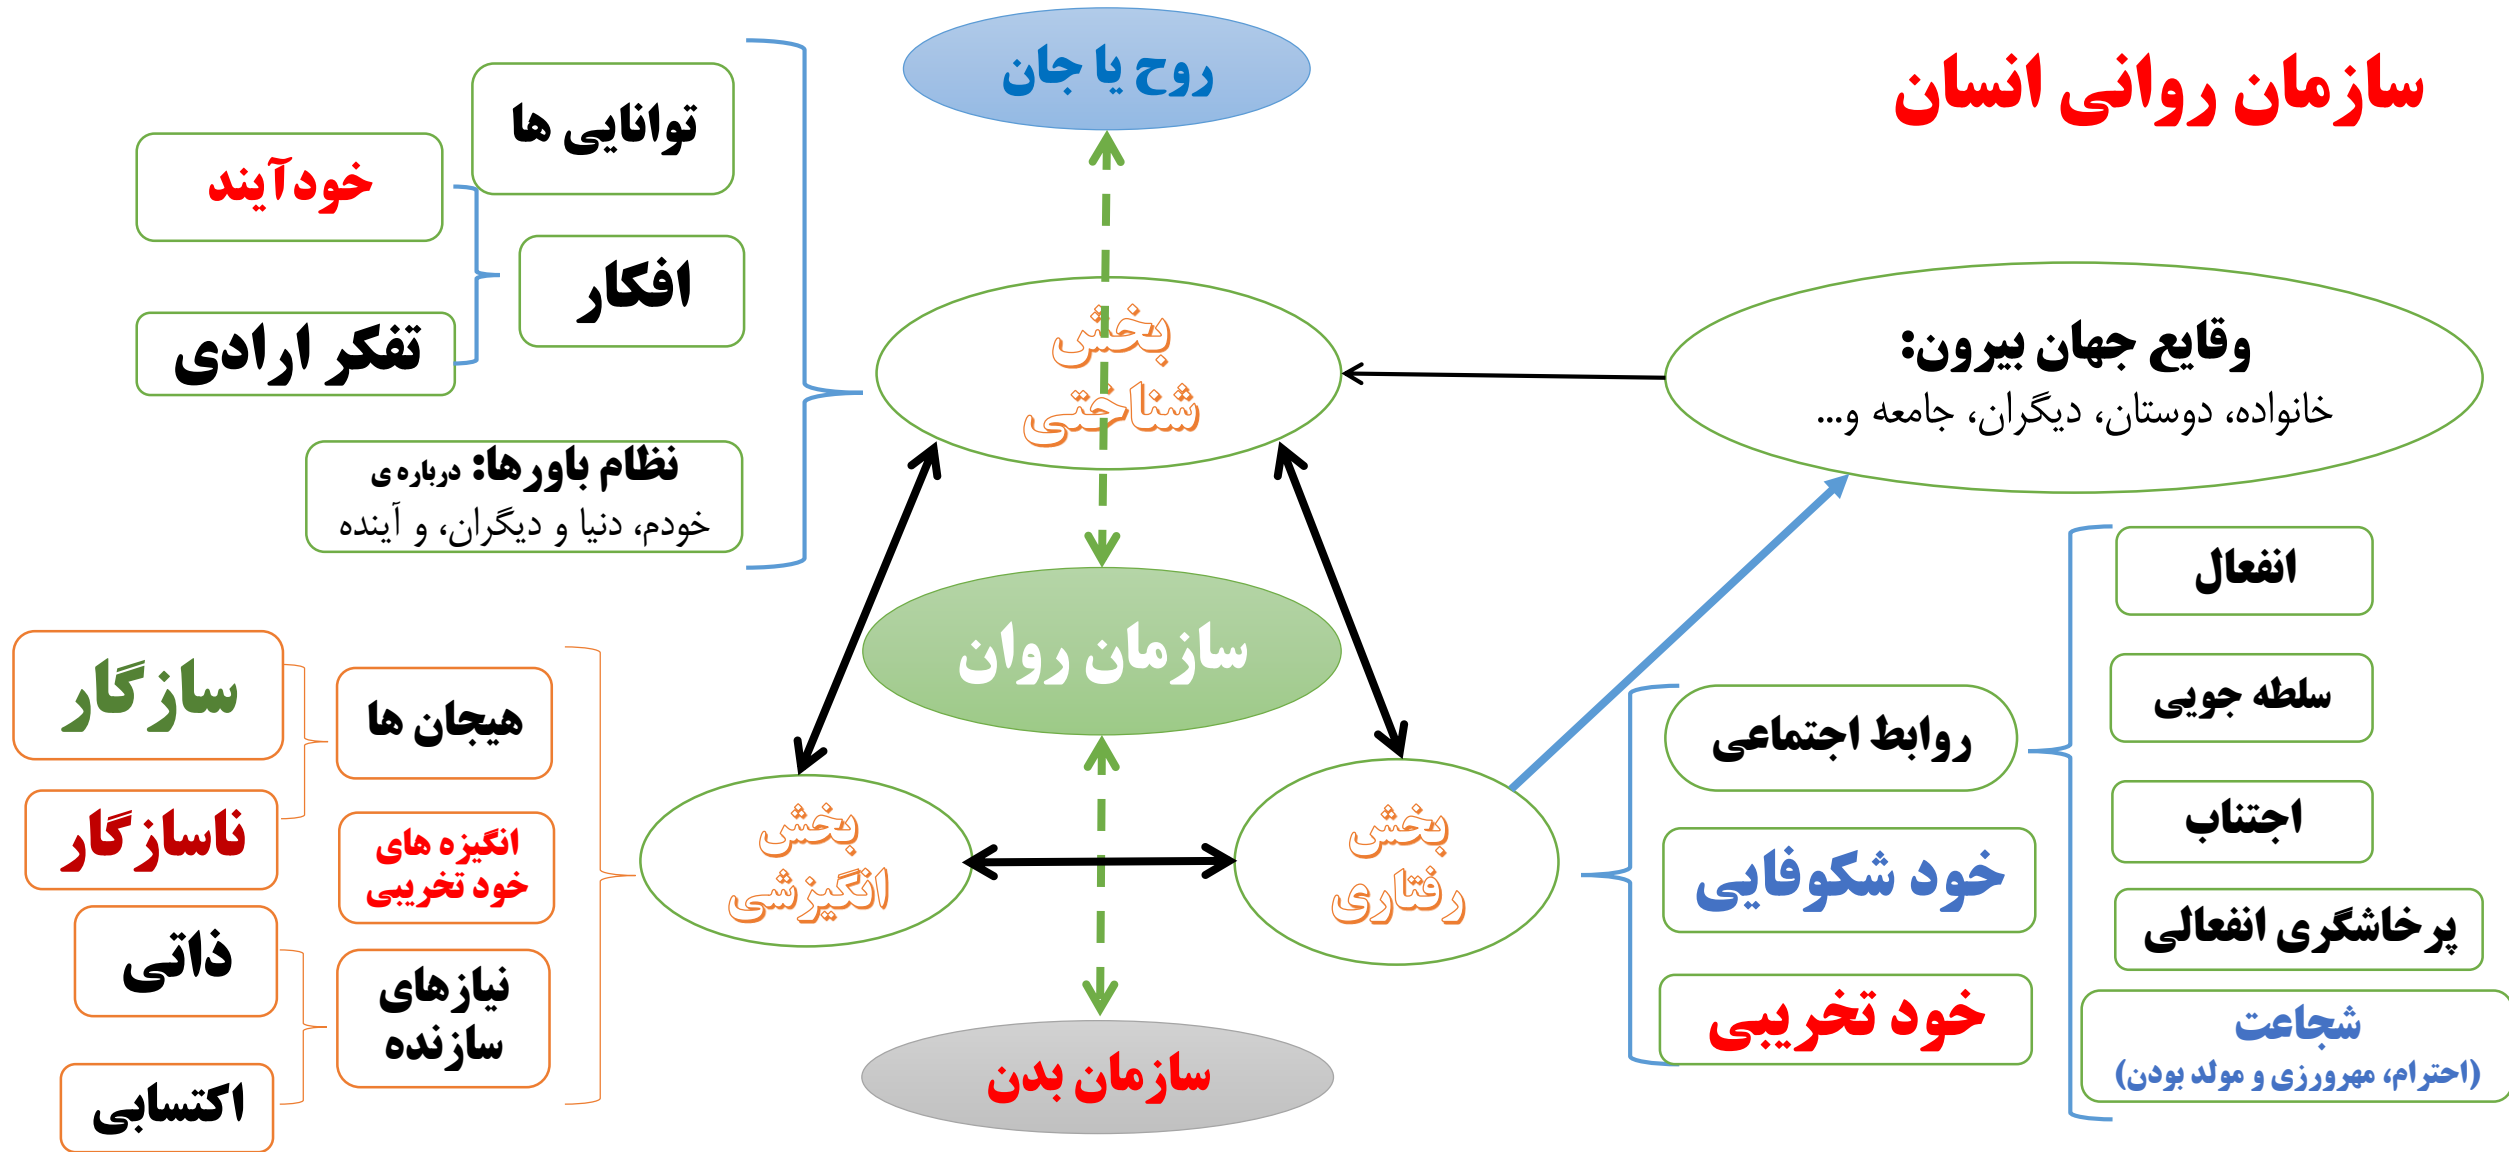 سازمان روانی انسان
روح یا جان
توانایی ها
خودآیند
افکار
تفکر ارادی
بخش
شناختی
وقایع جهان بیرون:
خانواده، دوستان، دیگران، جامعه و...
نظام باورها: درباره ی
خودم، دنیا و دیگران، و آینده
سازمان روان
انفعال
سلطه جویی
روابط اجتماعی
اجتناب
خود شکوفایی
پرخاشگری انفعالی
خود تخریبی
شجاعت
(احترام، مهرورزی و مولد بودن)
بخش
رفتاری
بخش
انگیزشی
هیجان ها
سازگار
ناسازگار
انگیزه های
خود تخریبی
نیازهای
سازنده
ذاتی
اکتسابی
سازمان بدن